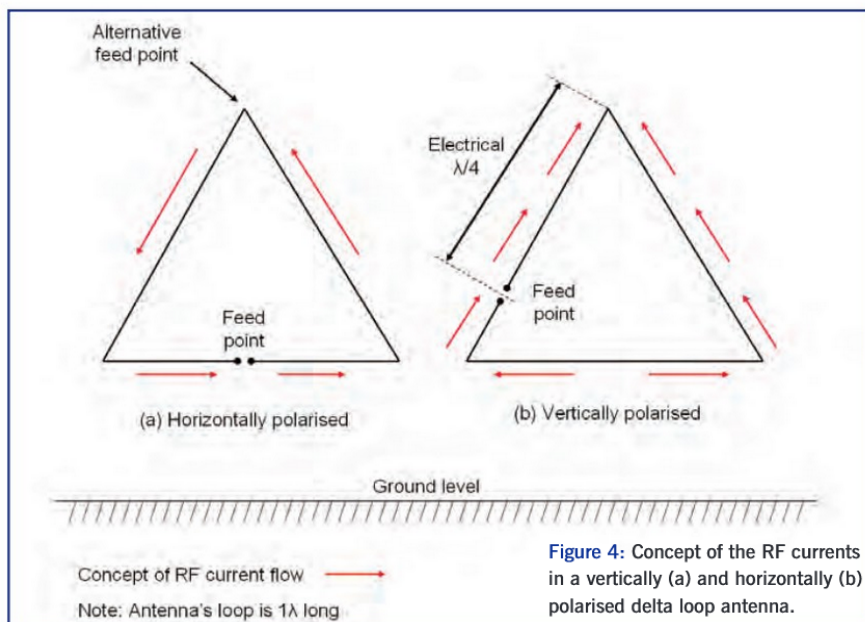 Alternative
feed point
Electrical
λ/4
Feed
point
Feed
point
(a) Horizontally polarised
(b) Vertically polarised
Ground level
Concept of RF current flow
Note: Antenna's loop is 1λ long
Figure 4: Concept of the RF currents
in a vertically (a) and horizontally (b)
polarised delta loop antenna.